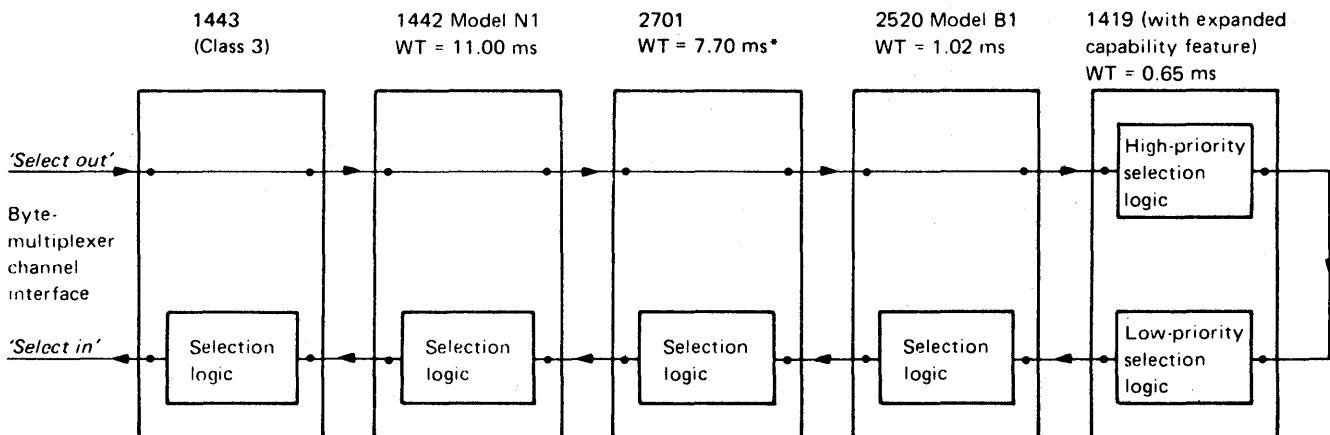 1443
(Class 3)
1442 Model N1
WT = 11.00 ms
2701
WT = 7.70 ms*
2520 Model B1
WT = 1.02 ms
1419 (with expanded
capability feature)
WT = 0.65 ms
'Select out'
High-priority
selection
logic
Byte-
multiplexer
channel
interface
'Select in'
Selection
logic
Selection
logic
Selection
logic
Selection
logic
Low-priority
selection
logic